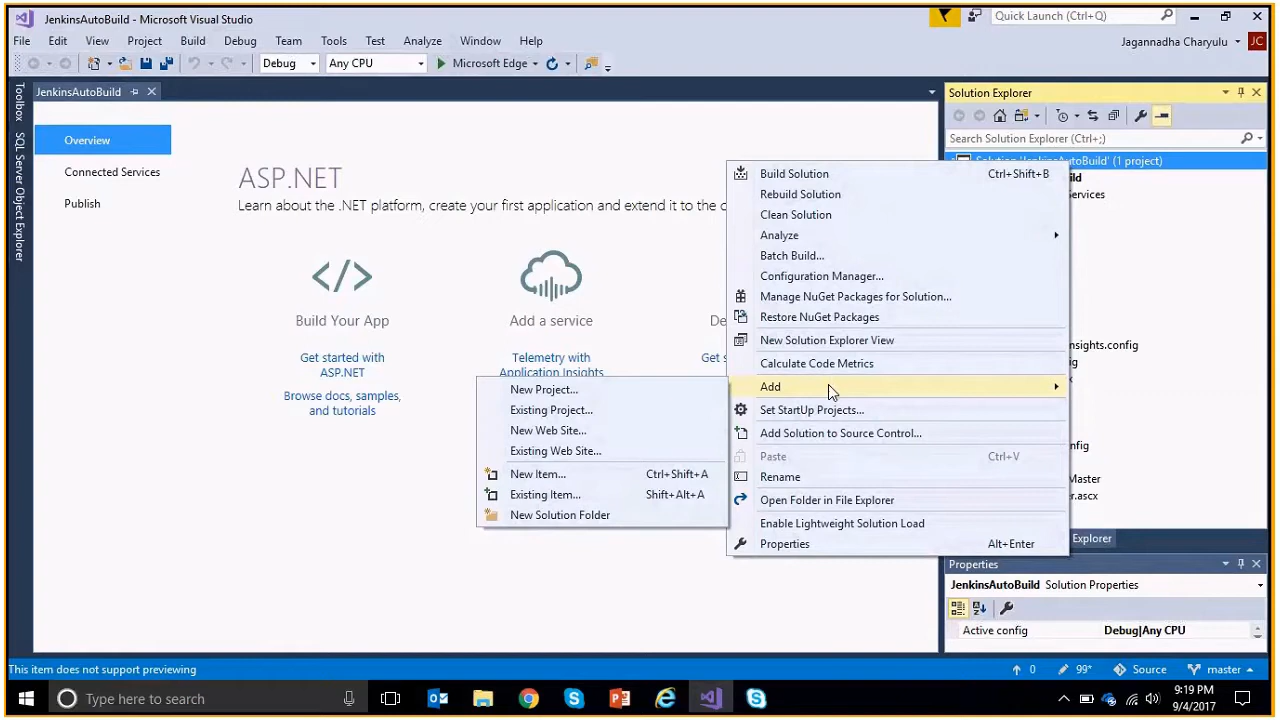 JenkinsAutoBuild - Microsoft Visual Studio
Quick Launch (Ctrl+Q)
File Edit View Project Build Debug Team Tools Test Analyze Window Help
Jagannadha Charyulu JC
Debug Any CPU Microsoft Edge
Toolbox
SQL Server Object Explorer
JenkinsAutoBuild
Overview
Connected Services
Publish
ASP.NET
Learn about the .NET platform, create your first application and extend it to the
Build Your App
Get started with
ASP.NET
Browse docs, samples,
and tutorials
Add a service
Telemetry with
Application Insights
Get
New Project...
Existing Project...
New Web Site...
Existing Web Site...
New Item... Ctrl+Shift+A
Existing Item... Shift+Alt+A
New Solution Folder
Build Solution Ctrl+Shift+B
Rebuild Solution
Clean Solution
Analyze
Batch Build...
Configuration Manager...
Manage NuGet Packages for Solution...
Restore NuGet Packages
New Solution Explorer View
Calculate Code Metrics
Add
Set StartUp Projects...
Add Solution to Source Control...
Paste Ctrl+V
Rename
Open Folder in File Explorer
Enable Lightweight Solution Load
Properties Alt+Enter
Solution Explorer
Search Solution Explorer (Ctrl+;)
Solution 'JenkinsAutoBuild' (1 project)
ild
Services
nsights.config
nfig
Master
er.ascx
Explorer
Properties
JenkinsAutoBuild Solution Properties
Active config Debug|Any CPU
This item does not support previewing
0 99* Source master
Type here to search
9:19 PM
9/4/2017